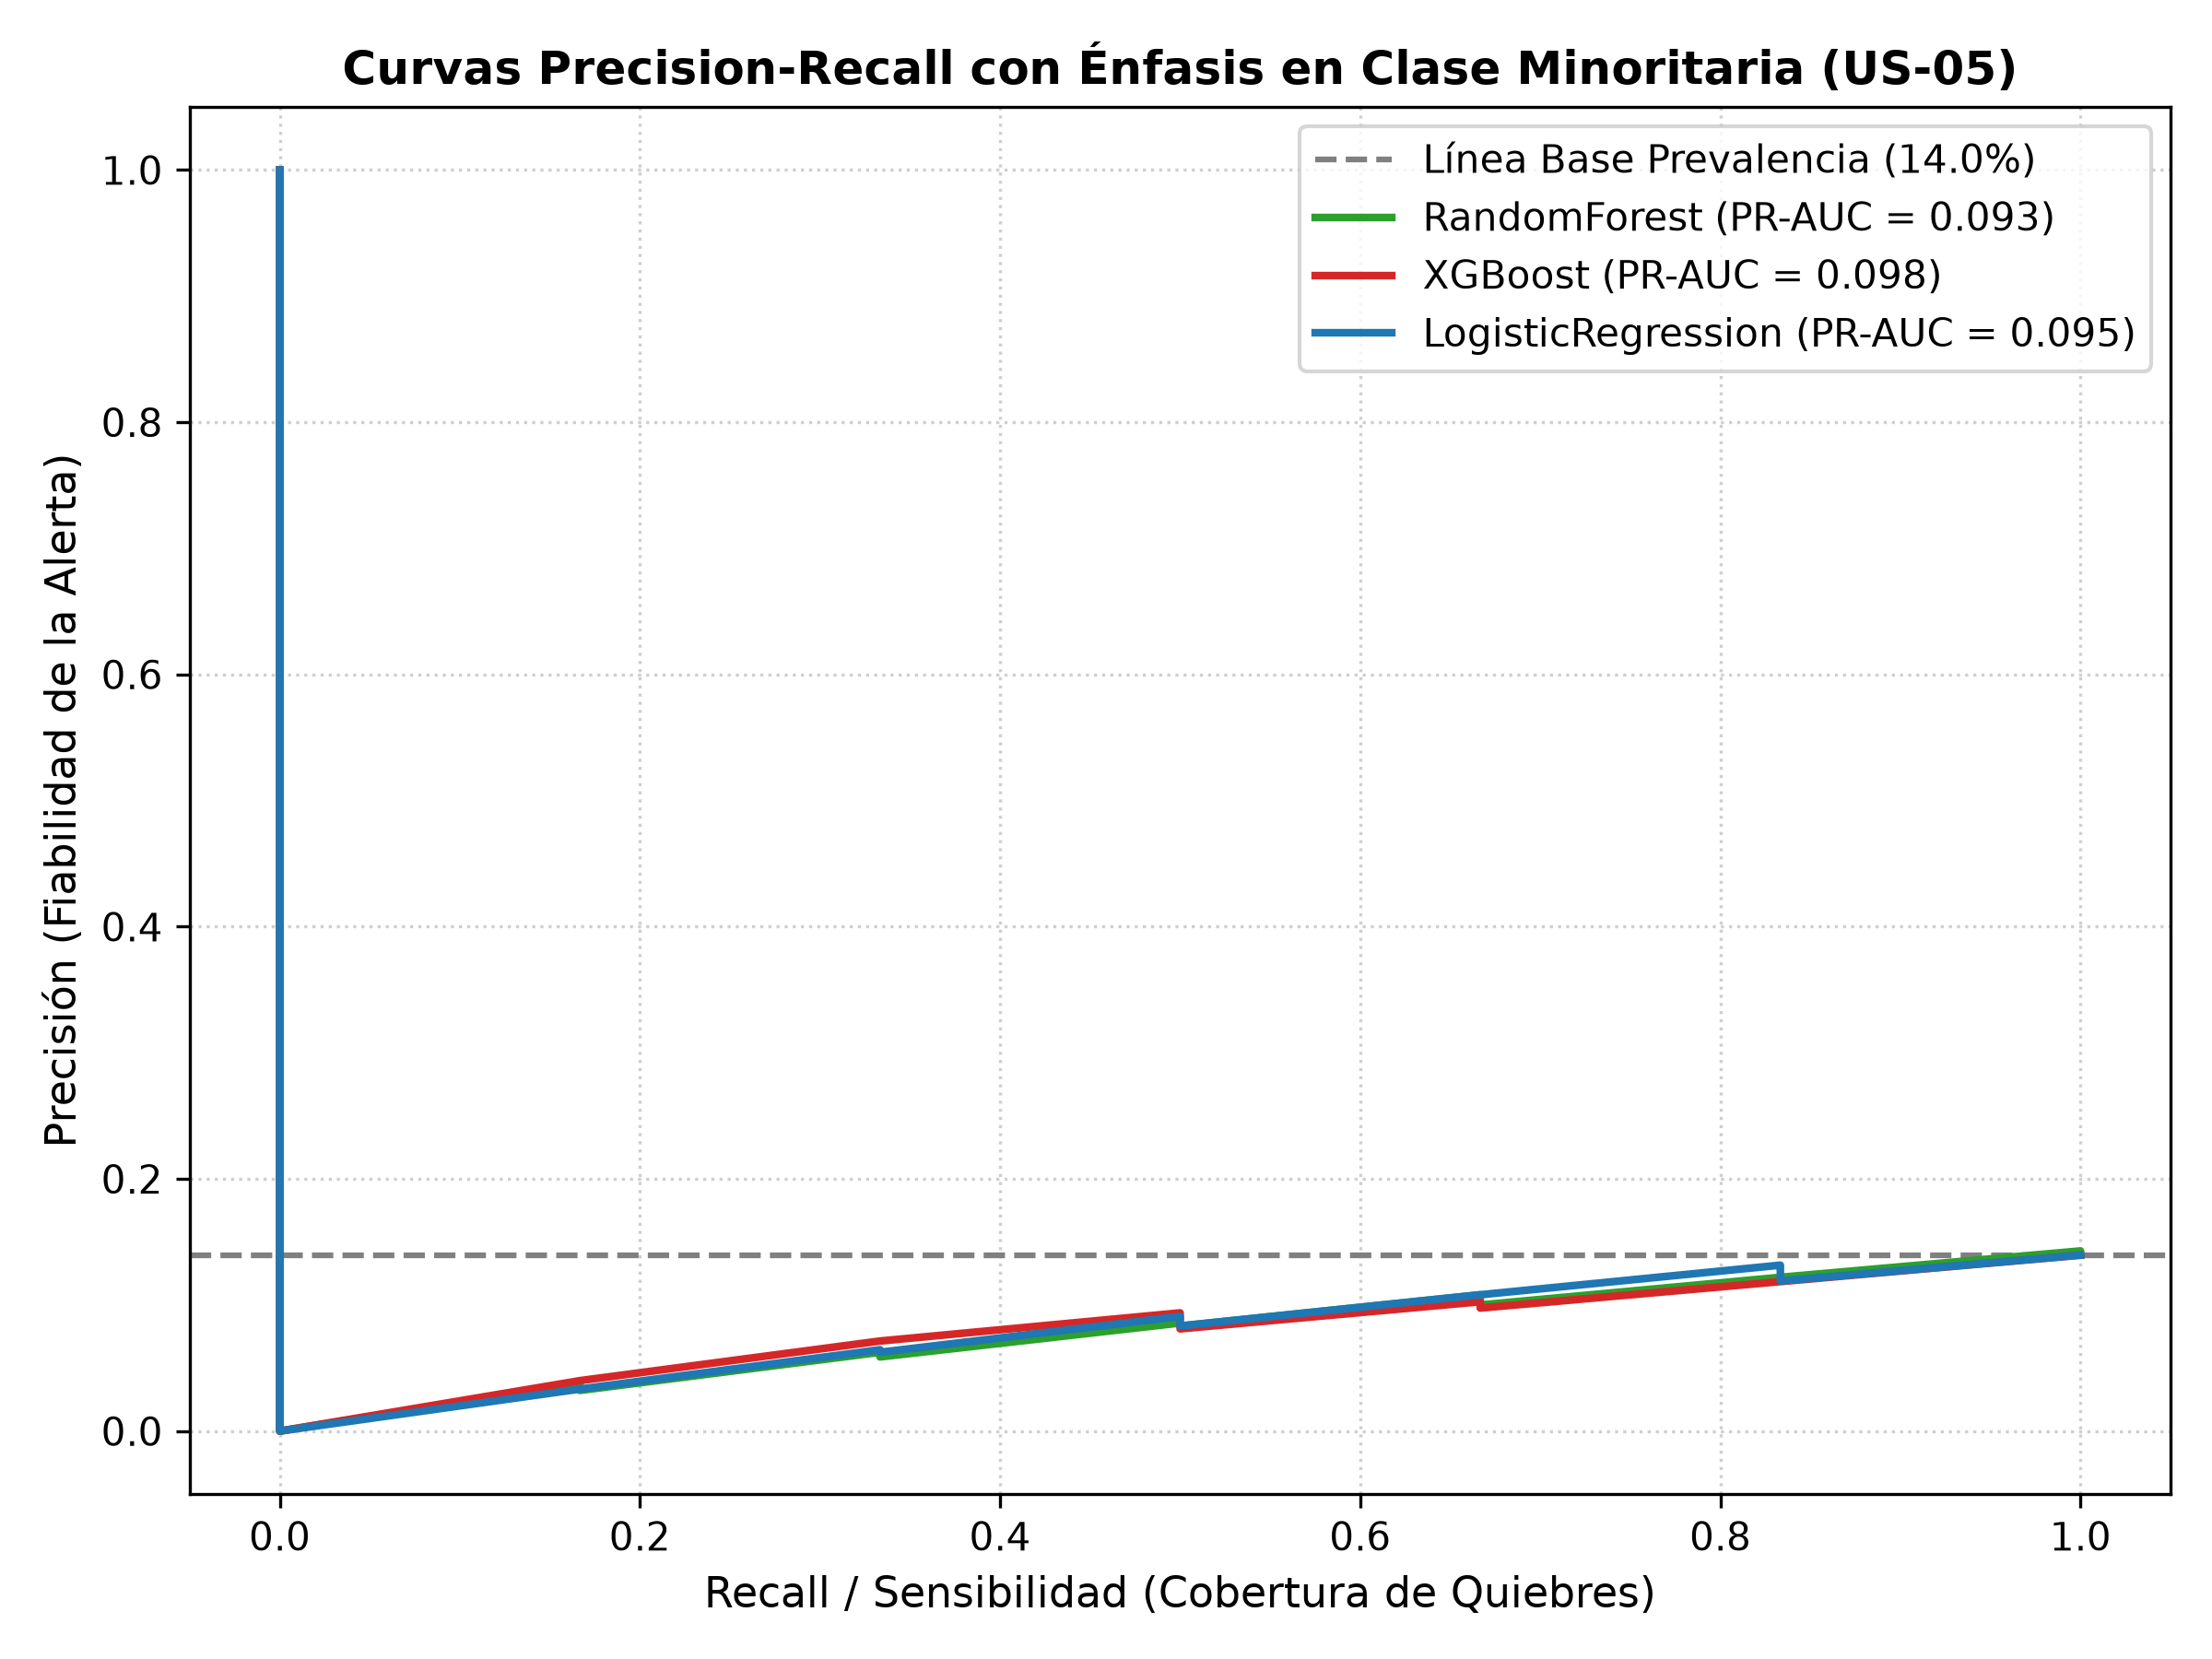 Curvas Precision-Recall con Énfasis en Clase Minoritaria (US-05)
Línea Base Prevalencia (14.0%)
RandomForest (PR-AUC = 0.093)
XGBoost (PR-AUC = 0.098)
LogisticRegression (PR-AUC = 0.095)
Precisión (Fiabilidad de la Alerta)
1.0
0.8
0.6
0.4
0.2
0.0
0.0 0.2 0.4 0.6 0.8 1.0
Recall / Sensibilidad (Cobertura de Quiebres)